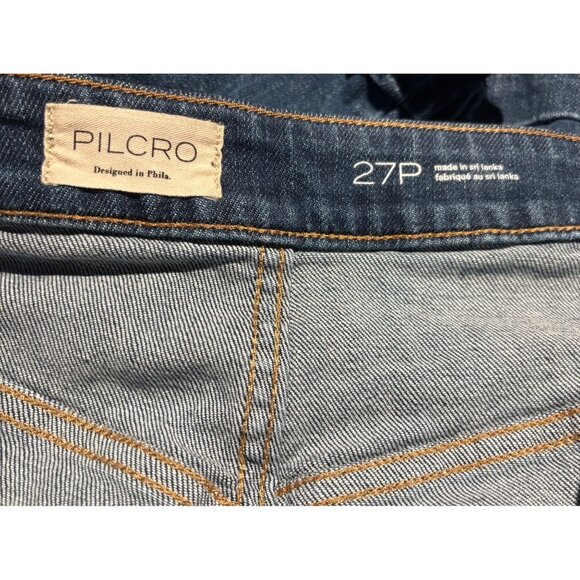 PILCRO
Designed in Phila.
27P
made in sri lanka
fabriqué au sri lanka